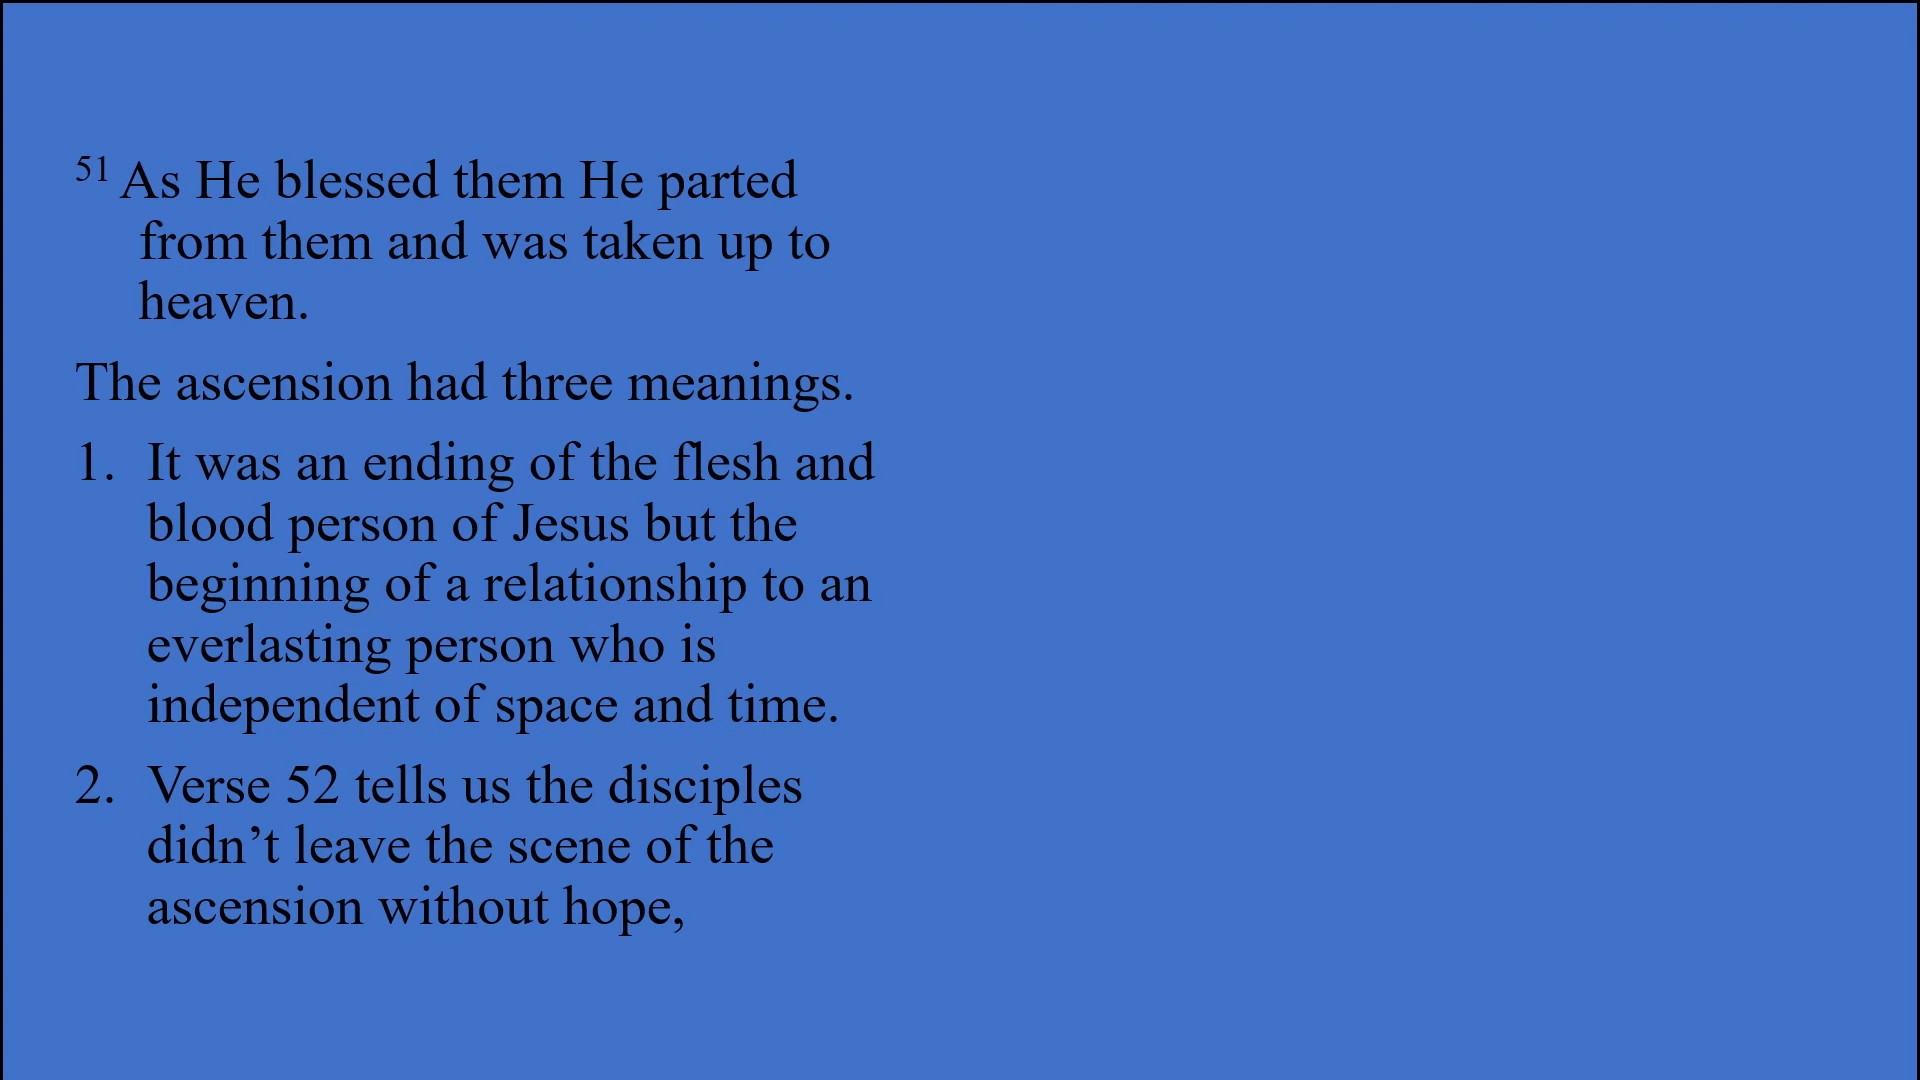 51 As He blessed them He parted
from them and was taken up to
heaven.
The ascension had three meanings.
1. It was an ending of the flesh and
blood person of Jesus but the
beginning of a relationship to an
everlasting person who is
independent of space and time.
2. Verse 52 tells us the disciples
didn’t leave the scene of the
ascension without hope,